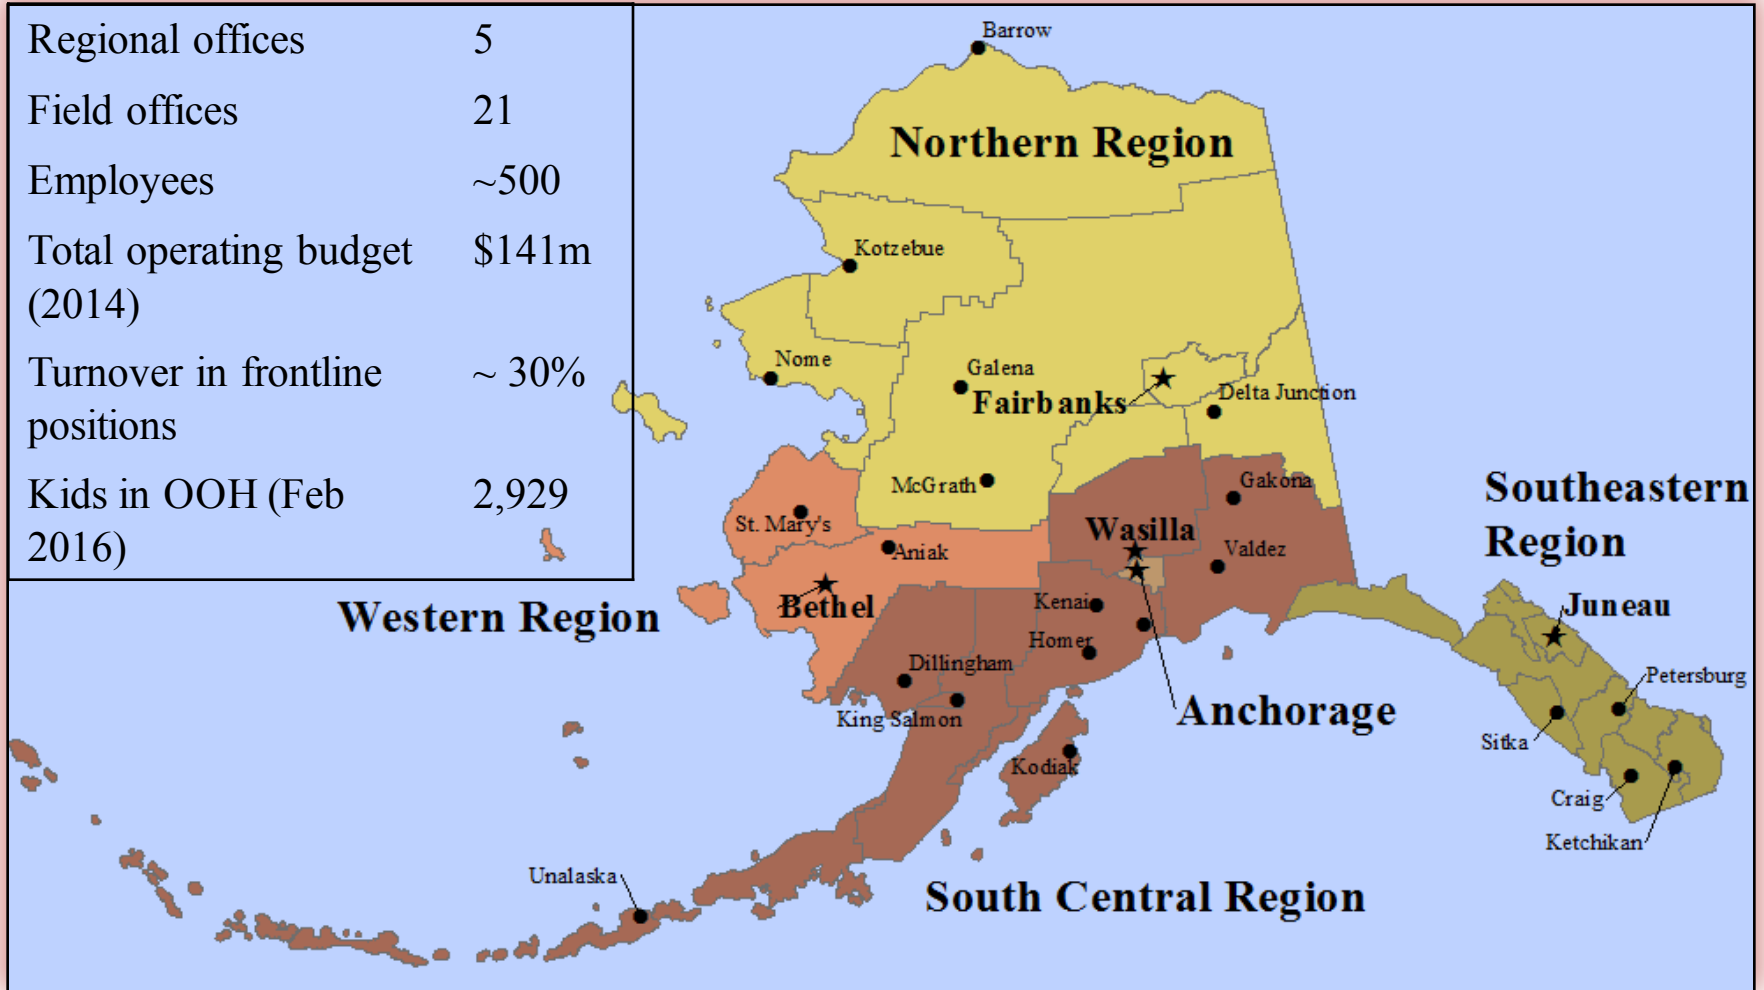 Regional offices 5
Field offices 21
Employees ~500
Total operating budget $141m
(2014)
Turnover in frontline ~ 30%
positions
Kids in OOH (Feb 2,929
2016)
Barrow
Northern Region
Kotzebue
Nome
Galena
Fairbanks
Delta Junction
McGrath
Gakona
St. Mary's
Wasilla
Aniak
Valdez
Southeastern
Region
Western Region
Bethel
Kenai
Juneau
Homer
Dillingham
Petersburg
King Salmon
Anchorage
Sitka
Kodiak
Craig
Ketchikan
Unalaska
South Central Region